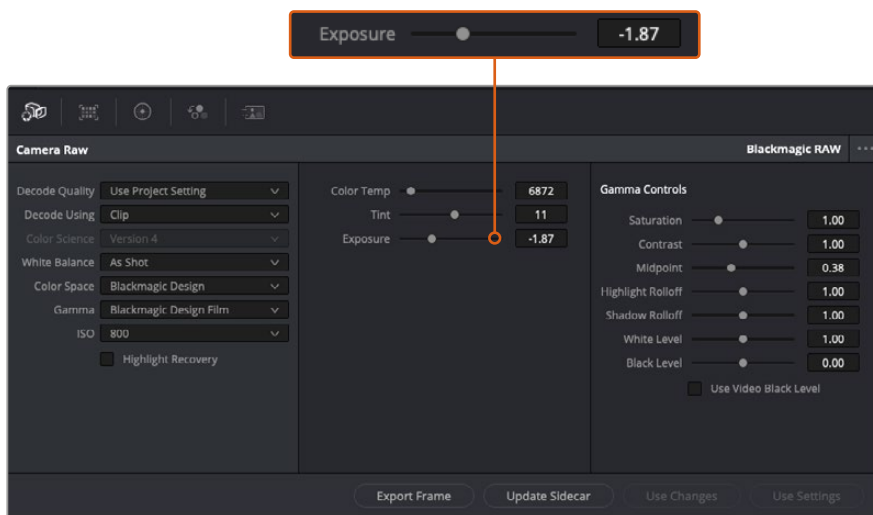 Exposure -1.87
Camera Raw
Blackmagic RAW
Decode Quality Use Project Setting
Decode Using Clip
Color Science Version 4
White Balance As Shot
Color Space Blackmagic Design
Gamma Blackmagic Design Film
ISO 800
Highlight Recovery
Color Temp 6872
Tint 11
Exposure -1.87
Gamma Controls
Saturation 1.00
Contrast 1.00
Midpoint 0.38
Highlight Rolloff 1.00
Shadow Rolloff 1.00
White Level 1.00
Black Level 0.00
Use Video Black Level
Export Frame
Update Sidecar
Use Changes
Use Settings